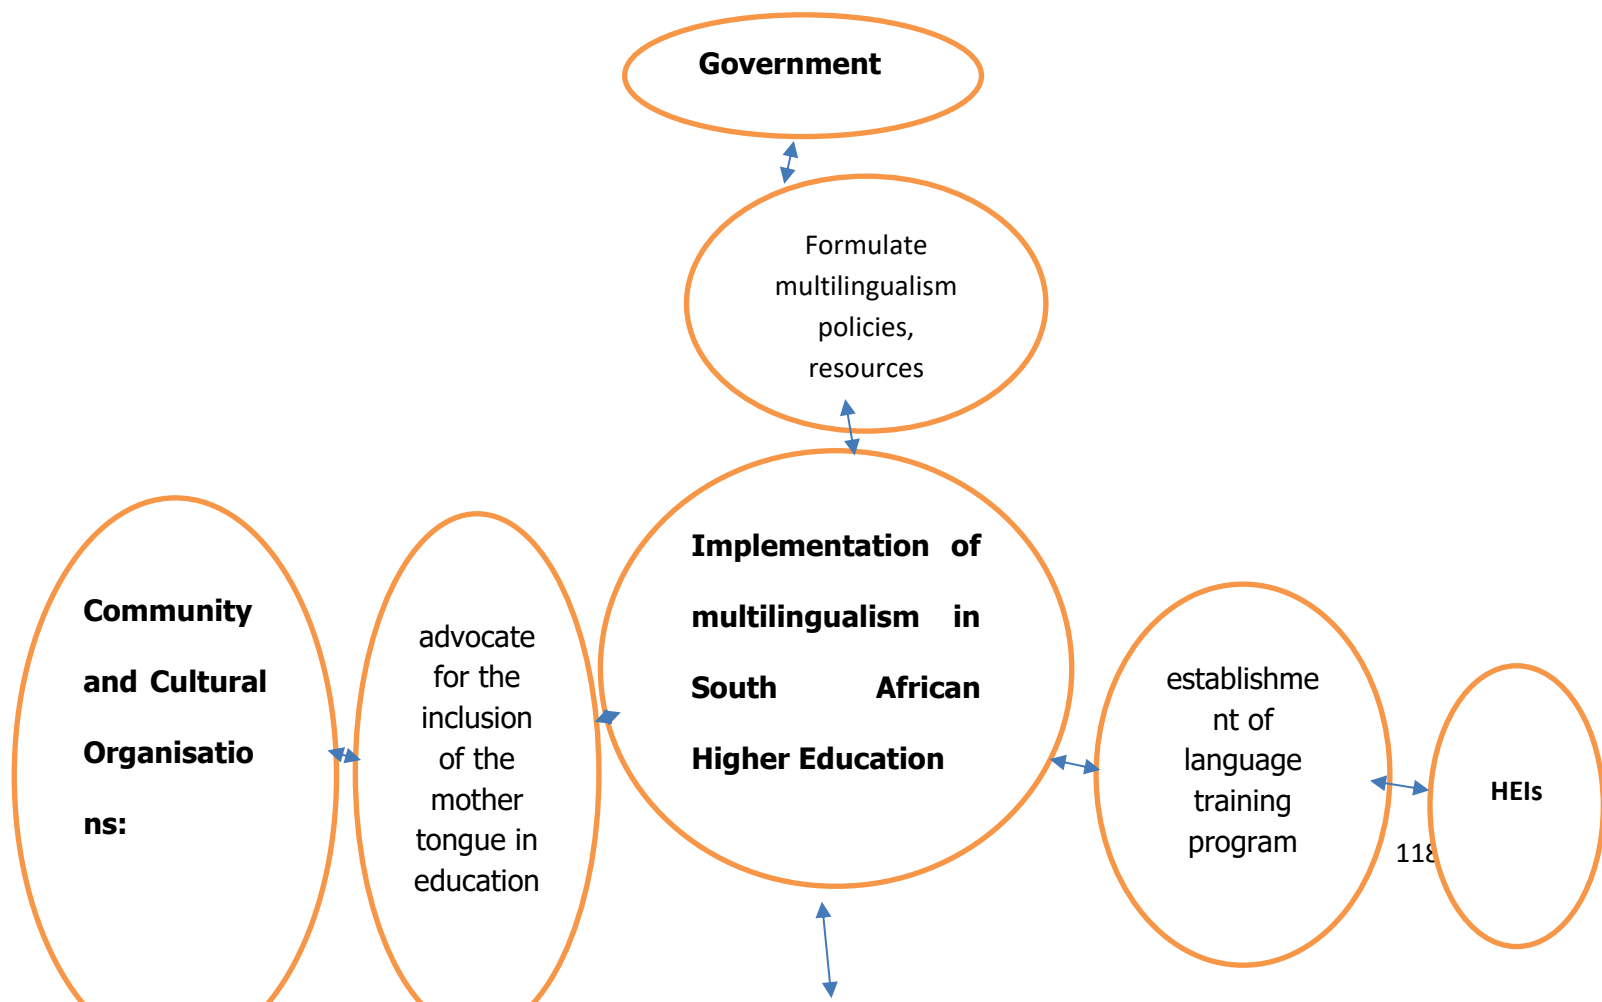 Government
Formulate
multilingualism
policies,
resources
Implementation of
multilingualism in
South African
Higher Education
Community
and Cultural
Organisatio
ns:
advocate
for the
inclusion
of the
mother
tongue in
education
establishme
nt of
language
training
program
HEIs
118